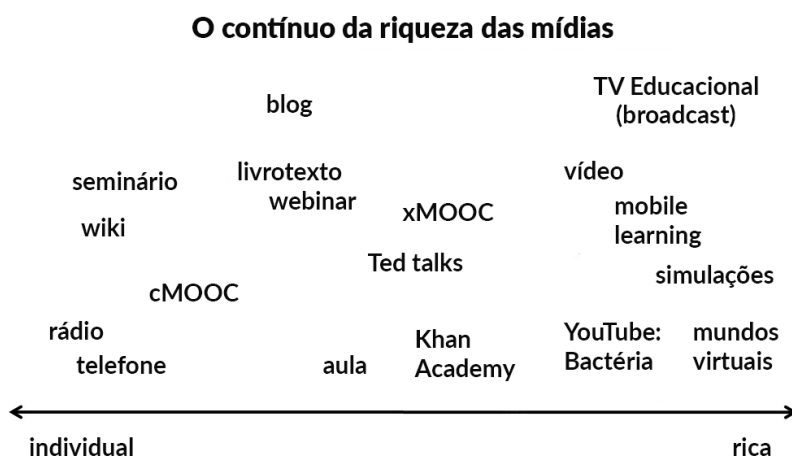 O contínuo da riqueza das mídias
TV Educacional
(broadcast)
blog
seminário
livrotexto
webinar
vídeo
wiki
xMOOC
mobile
learning
Ted talks
simulações
cMOOC
rádio
telefone
aula
Khan
Academy
YouTube:
Bactéria
mundos
virtuais
individual
rica